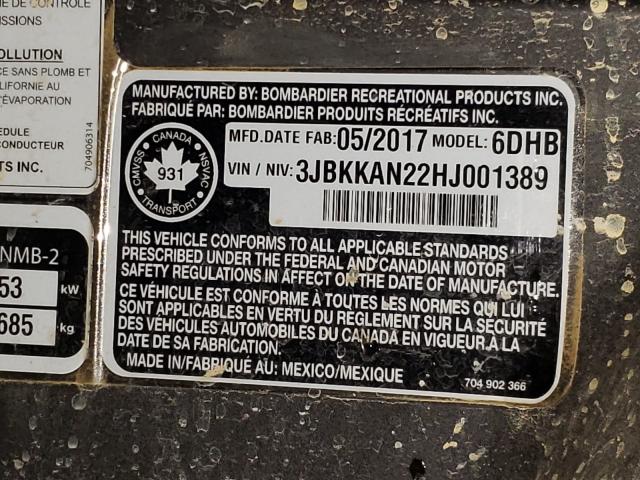 DE CONTRÔLE
ISSIONS
OLLUTION
CE SANS PLOMB ET
ALIFORNIE AU
D'ÉVAPORATION
EDULE
CONDUCTEUR
TS INC.
704906314
NMB-2
53 kW
685 kg
MANUFACTURED BY: BOMBARDIER RECREATIONAL PRODUCTS INC.
FABRIQUÉ PAR: BOMBARDIER PRODUITS RÉCRÉATIFS INC.
CANADA
CMVSS
NSVAC
931
TRANSPORT
MFD.DATE FAB:05/2017 MODEL: 6DHB
VIN / NIV: 3JBKKAN22HJ001389
THIS VEHICLE CONFORMS TO ALL APPLICABLE STANDARDS
PRESCRIBED UNDER THE FEDERAL AND CANADIAN MOTOR
SAFETY REGULATIONS IN AFFECT ON THE DATE OF MANUFACTURE.
CE VÉHICULE EST CONFORME À TOUTES LES NORMES QUI LUI
SONT APPLICABLES EN VERTU DU REGLEMENT SUR LA SÉCURITÉ
DES VÉHICULES AUTOMOBILES DU CANADA EN VIGUEUR A LA
DATE DE SA FABRICATION.
MADE IN/FABRIQUÉ AU: MEXICO/MEXIQUE
704 902 366